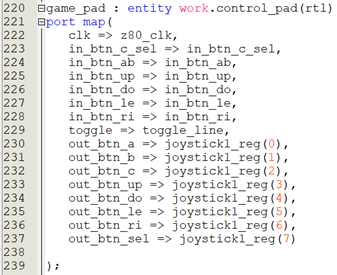 220 game_pad : entity work.control_pad(rtl)
221 port map(
222 clk => z80_clk,
223 in_btn_c_sel => in_btn_c_sel,
224 in_btn_ab => in_btn_ab,
225 in_btn_up => in_btn_up,
226 in_btn_do => in_btn_do,
227 in_btn_le => in_btn_le,
228 in_btn_ri => in_btn_ri,
229 toggle => toggle_line,
230 out_btn_a => joystick1_reg(0),
231 out_btn_b => joystick1_reg(1),
232 out_btn_c => joystick1_reg(2),
233 out_btn_up => joystick1_reg(3),
234 out_btn_do => joystick1_reg(4),
235 out_btn_le => joystick1_reg(5),
236 out_btn_ri => joystick1_reg(6),
237 out_btn_sel => joystick1_reg(7)
238
239 );